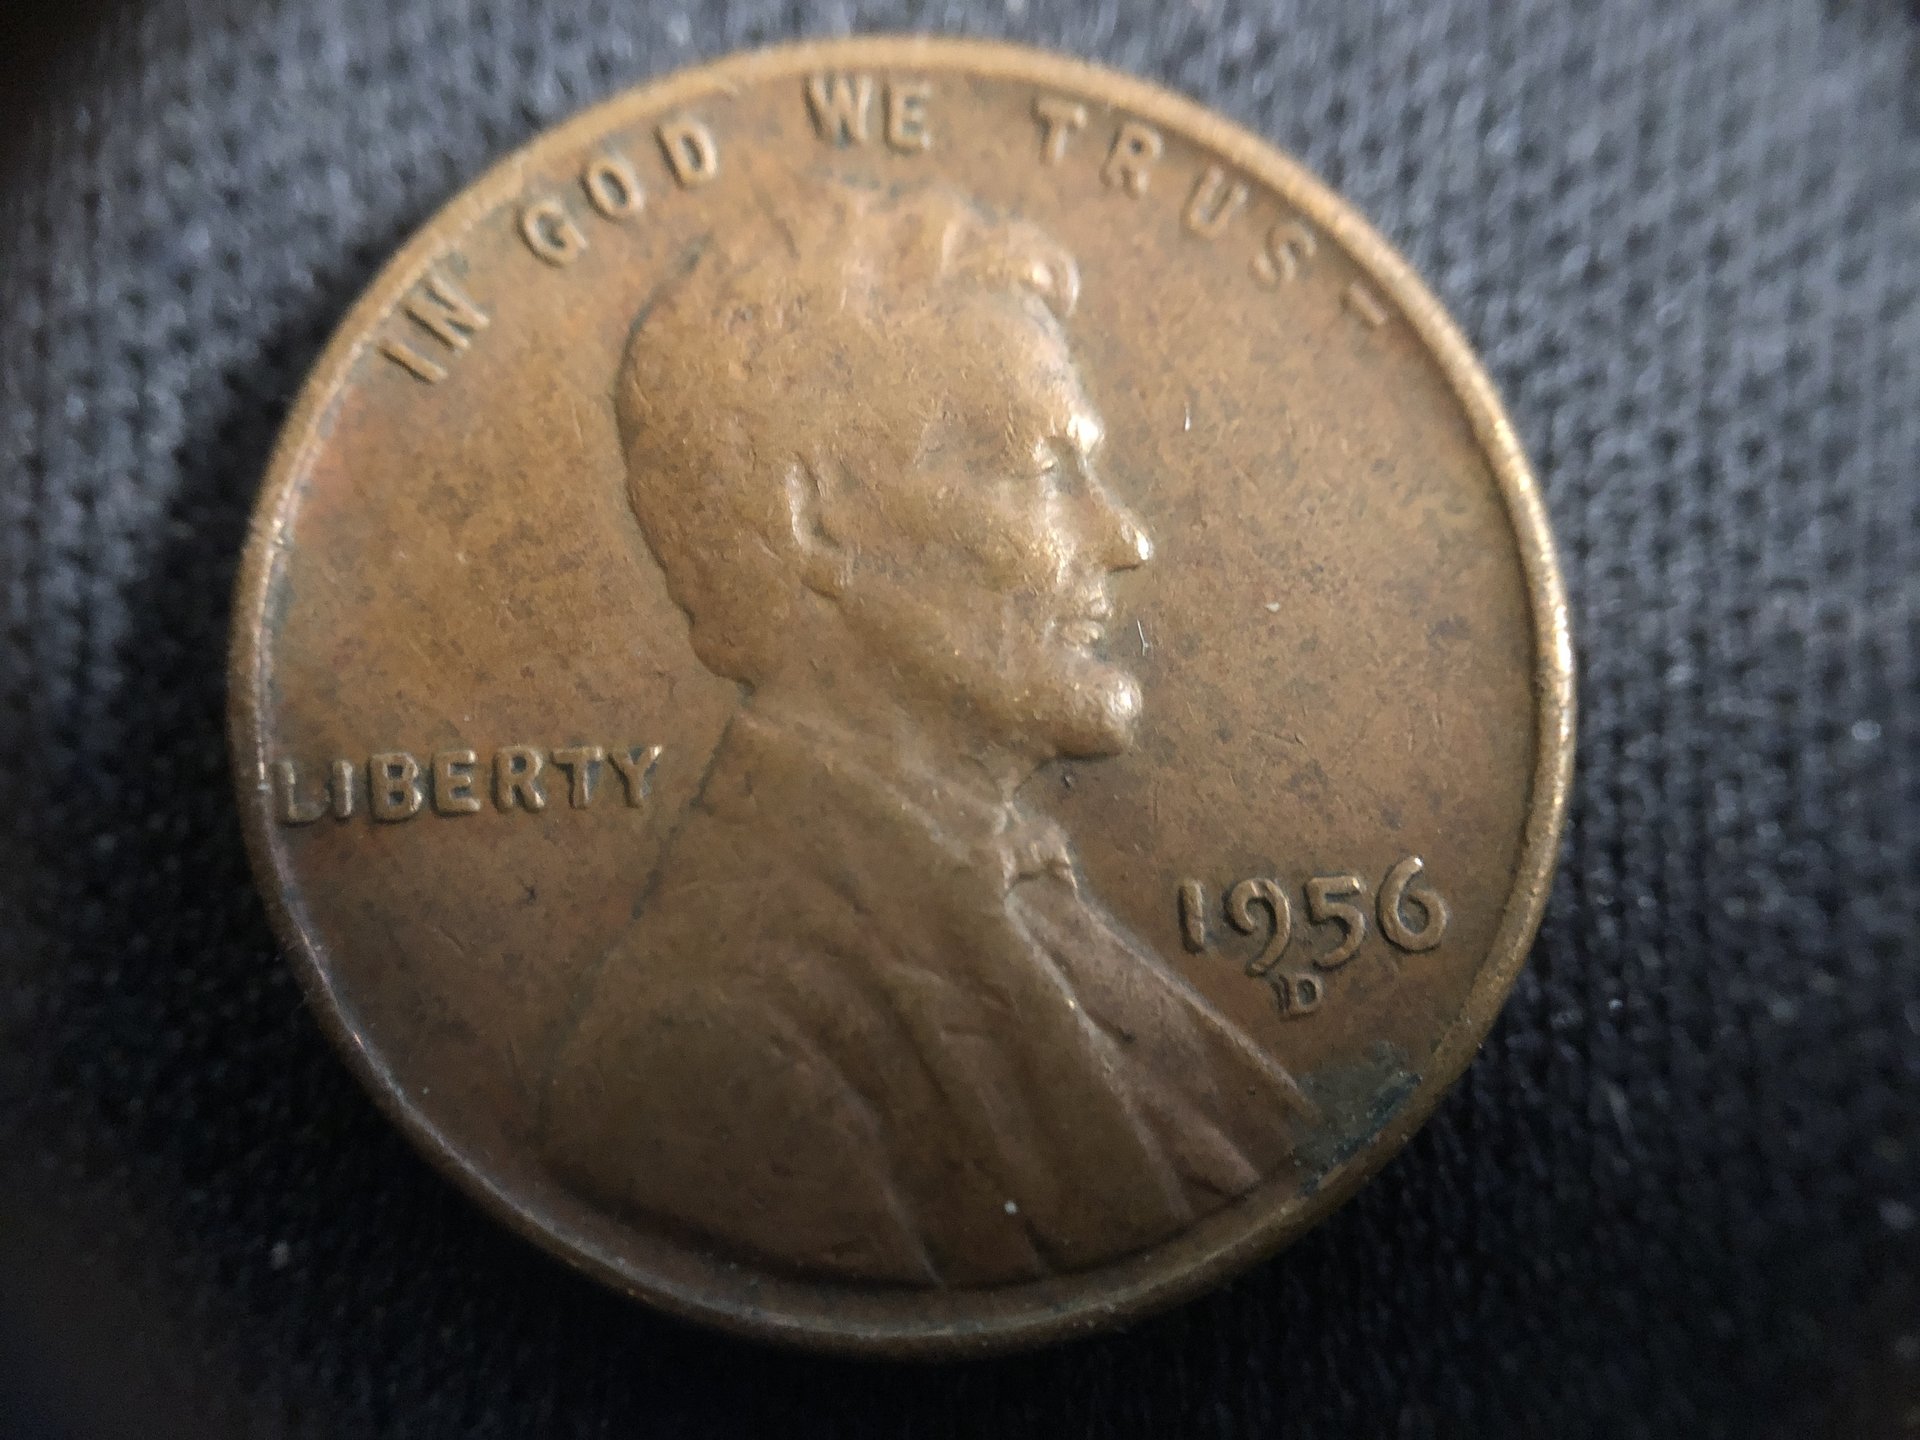 IN GOD WE TRUST
LIBERTY
1956
D